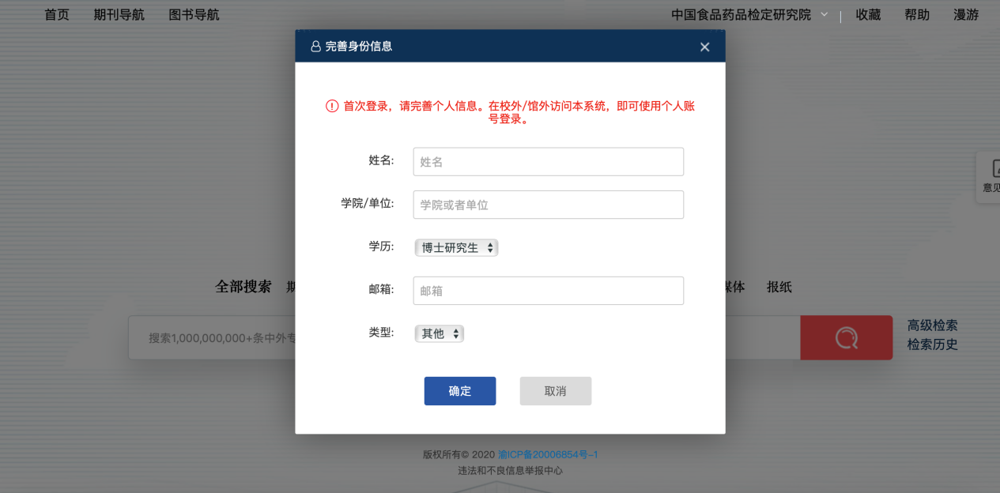 首页 期刊导航 图书导航 中国食品药品检定研究院 收藏 帮助 漫游
完善身份信息
首次登录，请完善个人信息。在校外/馆外访问本系统，即可使用个人账
号登录。
姓名: 姓名
意见
学院/单位: 学院或者单位
学历: 博士研究生
全部搜索 期
邮箱: 邮箱
媒体 报纸
类型: 其他
搜索1,000,000,000+条中外专
高级检索
检索历史
确定 取消
版权所有© 2020 渝ICP备20006854号-1
违法和不良信息举报中心